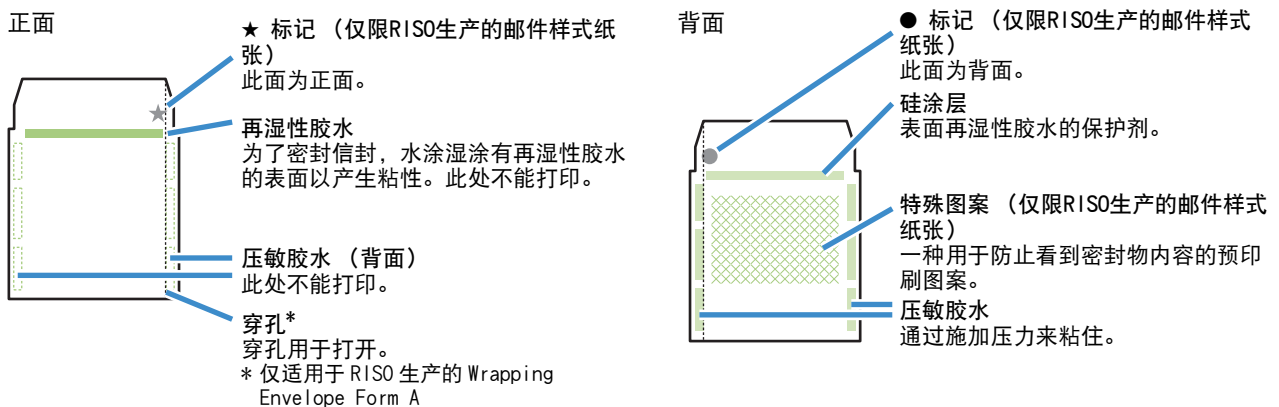 正面
★ 标记 （仅限RISO生产的邮件样式纸
张）
此面为正面。
再湿性胶水
为了密封信封，水涂湿涂有再湿性胶水
的表面以产生粘性。此处不能打印。
压敏胶水 （背面）
此处不能打印。
穿孔*
穿孔用于打开。
* 仅适用于 RISO 生产的 Wrapping
Envelope Form A
背面
● 标记 （仅限RISO生产的邮件样式
纸张）
此面为背面。
硅涂层
表面再湿性胶水的保护剂。
特殊图案 （仅限RISO生产的邮件样式
纸张）
一种用于防止看到密封物内容的预印
刷图案。
压敏胶水
通过施加压力来粘住。